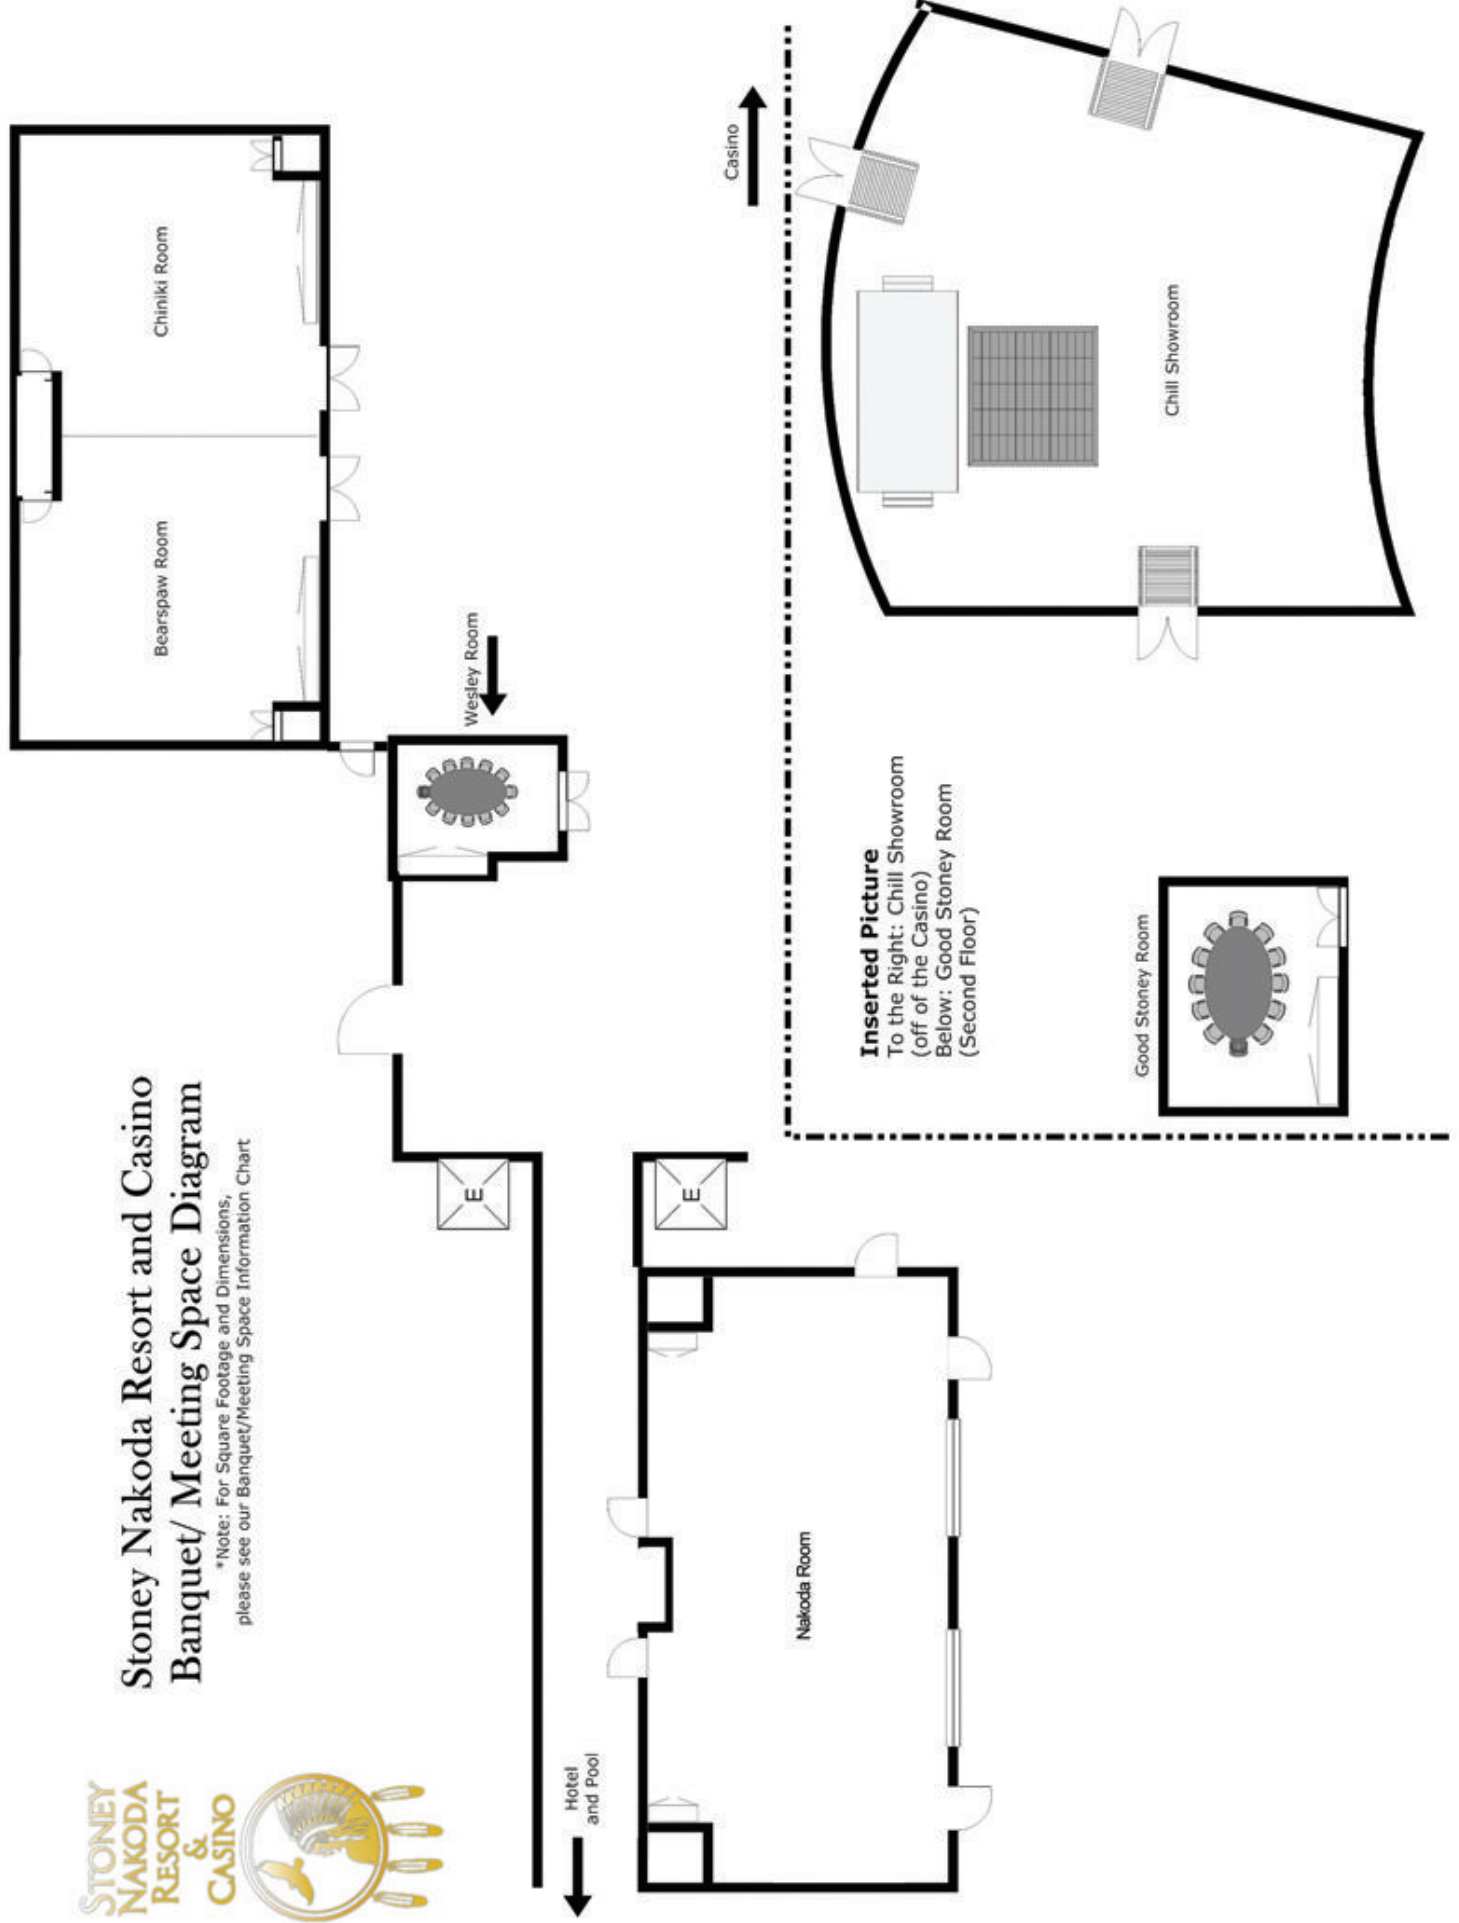 STONEY
NAKODA
RESORT
&
CASINO
Stoney Nakoda Resort and Casino
Banquet/ Meeting Space Diagram
*Note: For Square Footage and Dimensions,
please see our Banquet/Meeting Space Information Chart
Bearspaw Room
Chiniki Room
Wesley Room
Hotel
and Pool
E
E
Nakoda Room
Casino
Inserted Picture
To the Right: Chill Showroom
(off of the Casino)
Below: Good Stoney Room
(Second Floor)
Good Stoney Room
Chill Showroom